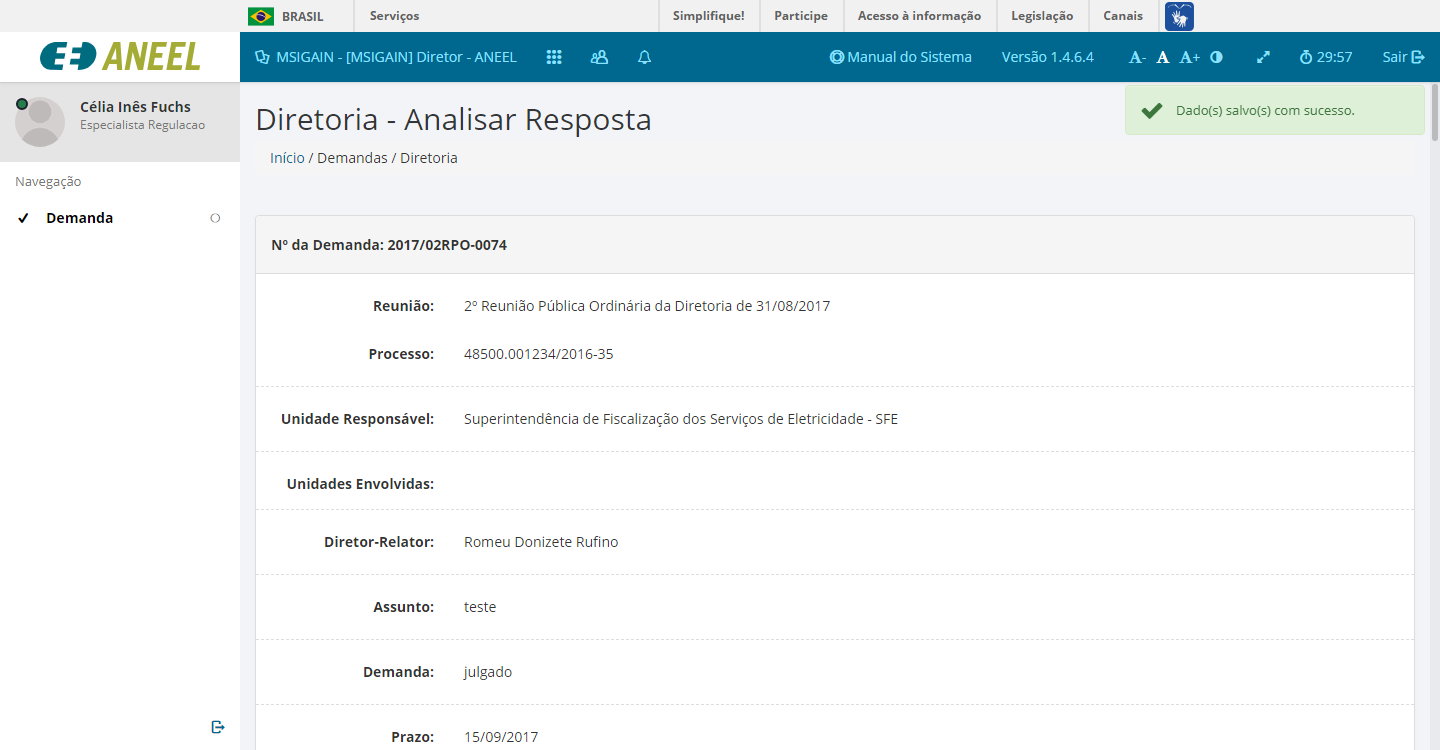 BRASIL Serviços Simplifique! Participe Acesso à informação Legislação Canais
ANEEL
MSIGAIN - [MSIGAIN] Diretor - ANEEL Manual do Sistema Versão 1.4.6.4 A- A A+ 29:57 Sair
Célia Inês Fuchs
Especialista Regulacao
Navegação
Demanda
Diretoria - Analisar Resposta
Dado(s) salvo(s) com sucesso.
Início / Demandas / Diretoria
Nº da Demanda: 2017/02RPO-0074
Reunião: 2º Reunião Pública Ordinária da Diretoria de 31/08/2017
Processo: 48500.001234/2016-35
Unidade Responsável: Superintendência de Fiscalização dos Serviços de Eletricidade - SFE
Unidades Envolvidas:
Diretor-Relator: Romeu Donizete Rufino
Assunto: teste
Demanda: julgado
Prazo: 15/09/2017